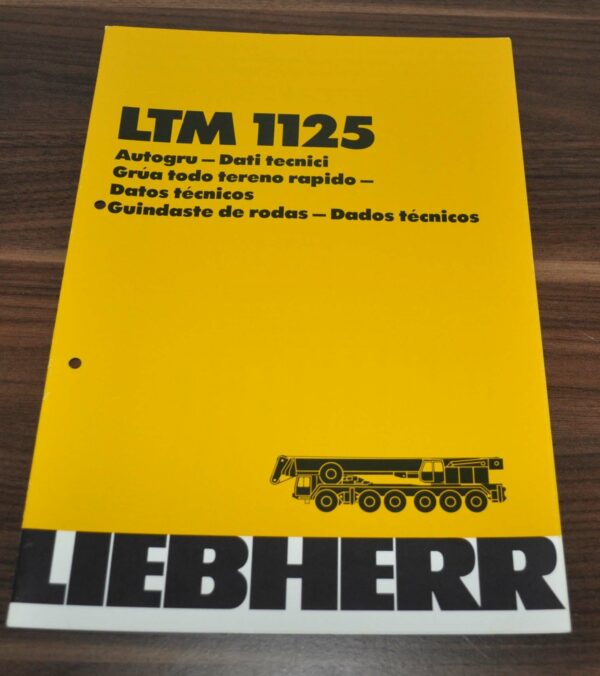 LTM 1125
Autogru – Dati tecnici
Grúa todo tereno rapido –
Datos técnicos
Guindaste de rodas – Dados técnicos
LIEBHERR